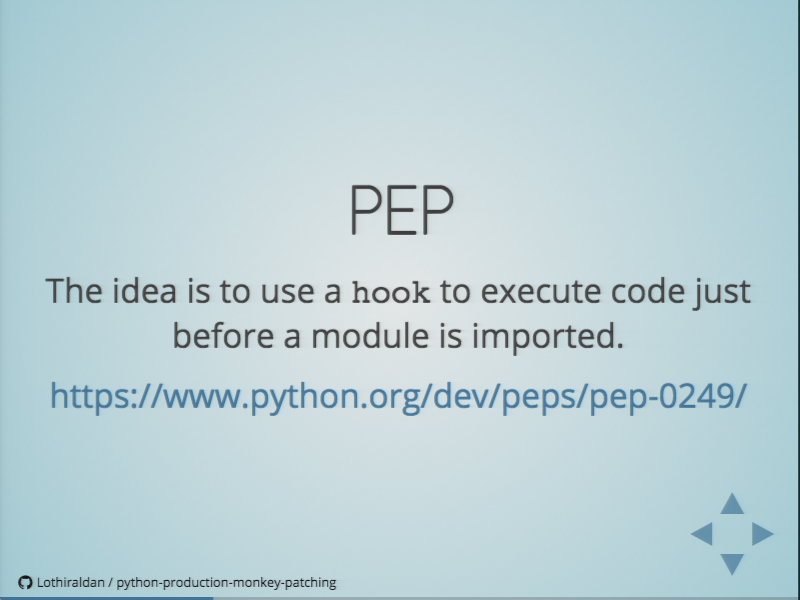 PEP
The idea is to use a hook to execute code just
before a module is imported.
https://www.python.org/dev/peps/pep-0249/
Lothiraldan / python-production-monkey-patching